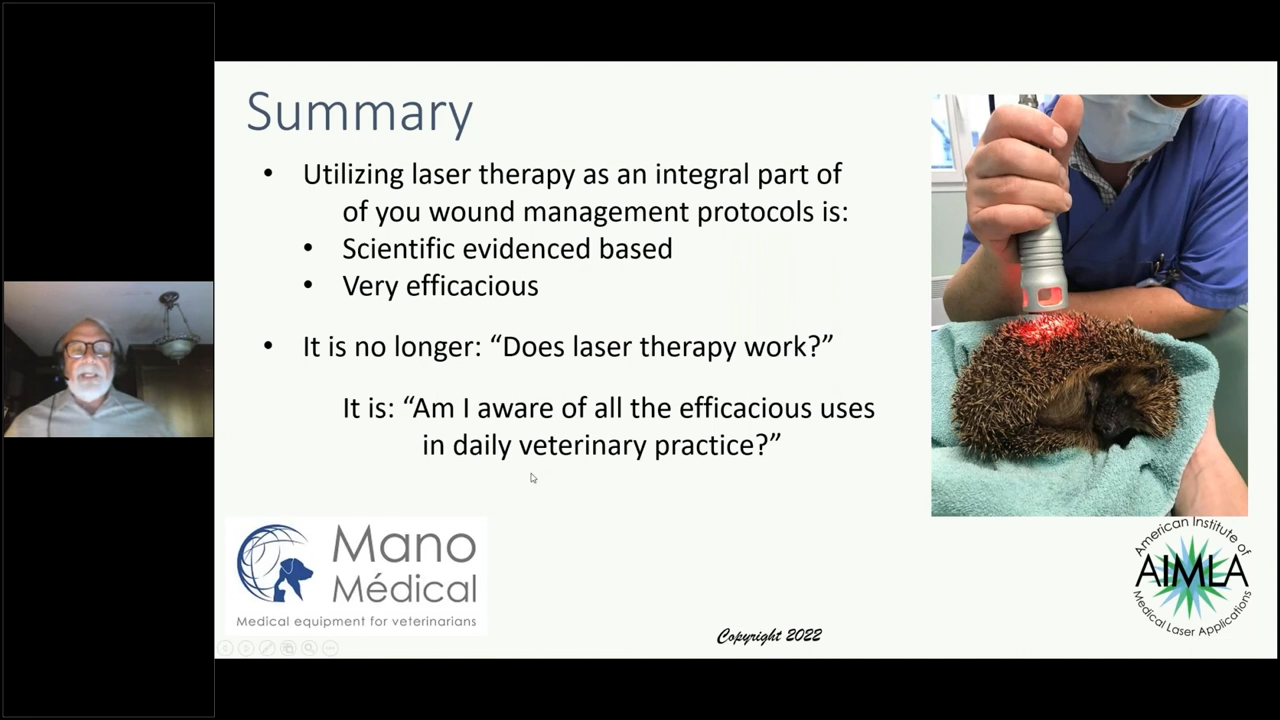 Summary
• Utilizing laser therapy as an integral part of
of you wound management protocols is:
• Scientific evidenced based
• Very efficacious
• It is no longer: “Does laser therapy work?”
It is: “Am I aware of all the efficacious uses
in daily veterinary practice?”
Mano
Médical
Medical equipment for veterinarians
Copyright 2022
American Institute of
AIMLA
Medical Laser Applications